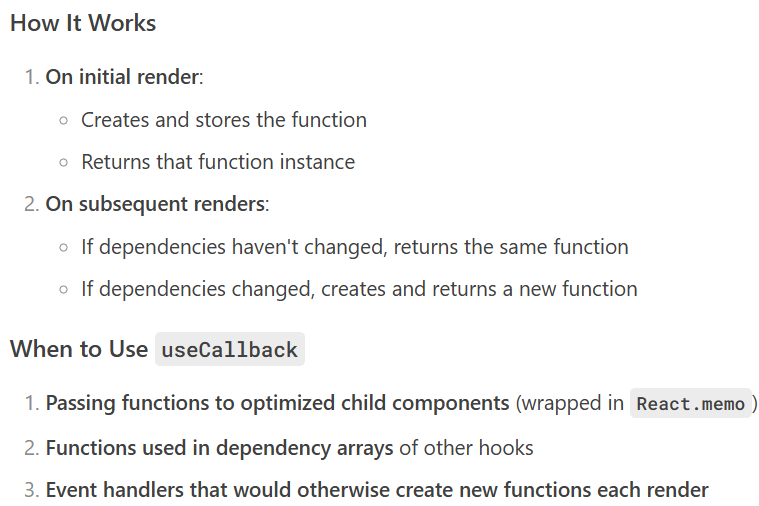 How It Works
1. On initial render:
○ Creates and stores the function
○ Returns that function instance
2. On subsequent renders:
○ If dependencies haven't changed, returns the same function
○ If dependencies changed, creates and returns a new function
When to Use useCallback
1. Passing functions to optimized child components (wrapped in React.memo)
2. Functions used in dependency arrays of other hooks
3. Event handlers that would otherwise create new functions each render